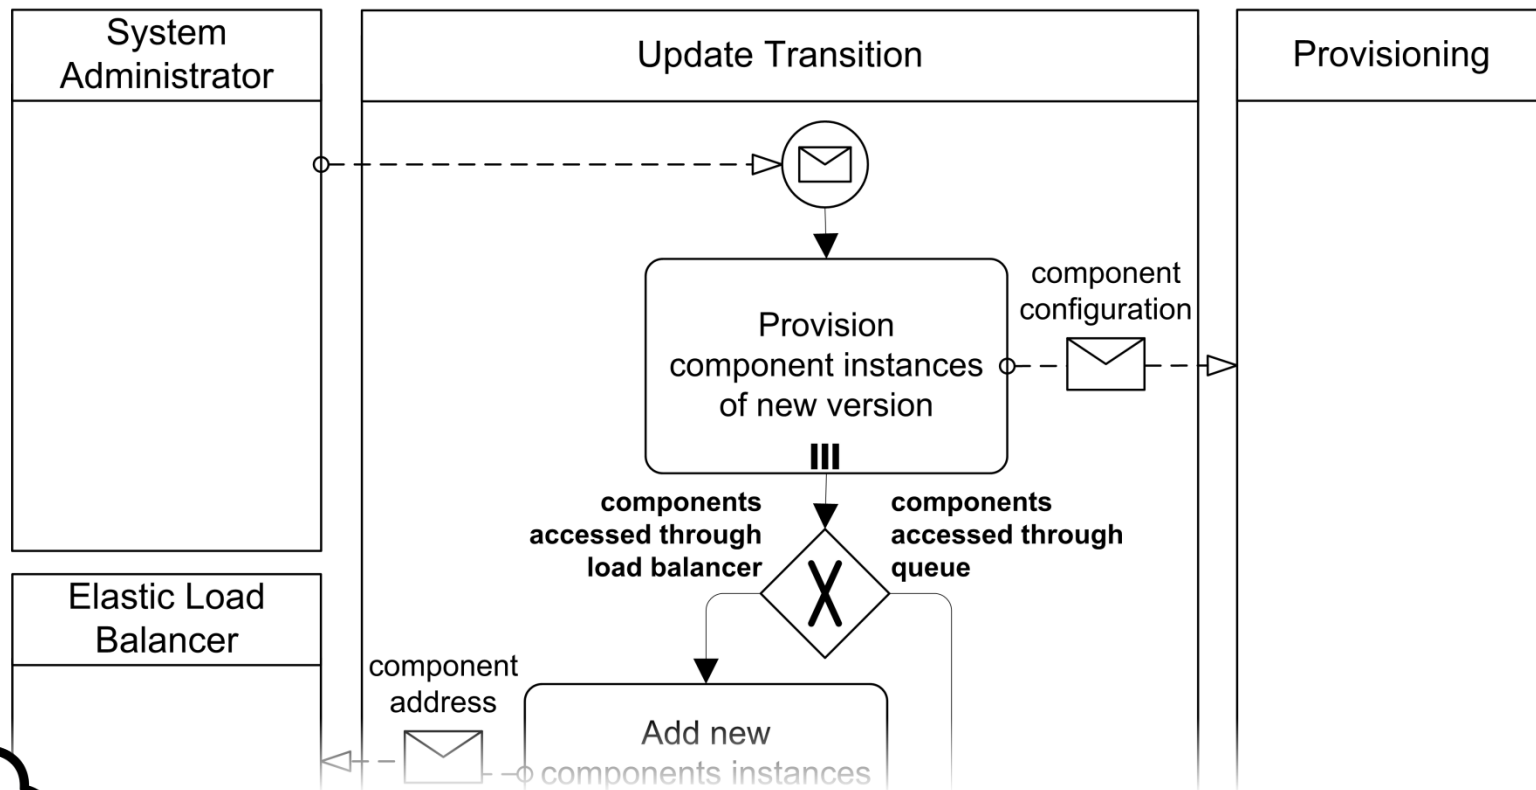 System
Administrator
Update Transition
Provisioning
component
configuration
Provision
component instances
of new version
components
accessed through
load balancer
components
accessed through
queue
Elastic Load
Balancer
component
address
Add new
components instances